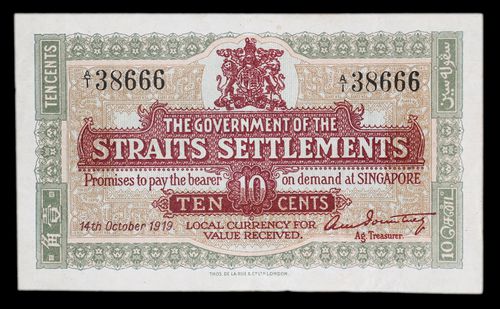 TEN CENTS
A/1 38666
A/1 38666
THE GOVERNMENT OF THE
STRAITS SETTLEMENTS
Promises to pay the bearer on demand at SINGAPORE
10
TEN CENTS
14th October 1919
LOCAL CURRENCY FOR
VALUE RECEIVED.
Ag. Treasurer.
壹角
THOS. DE LA RUE & CO LTD LONDON.